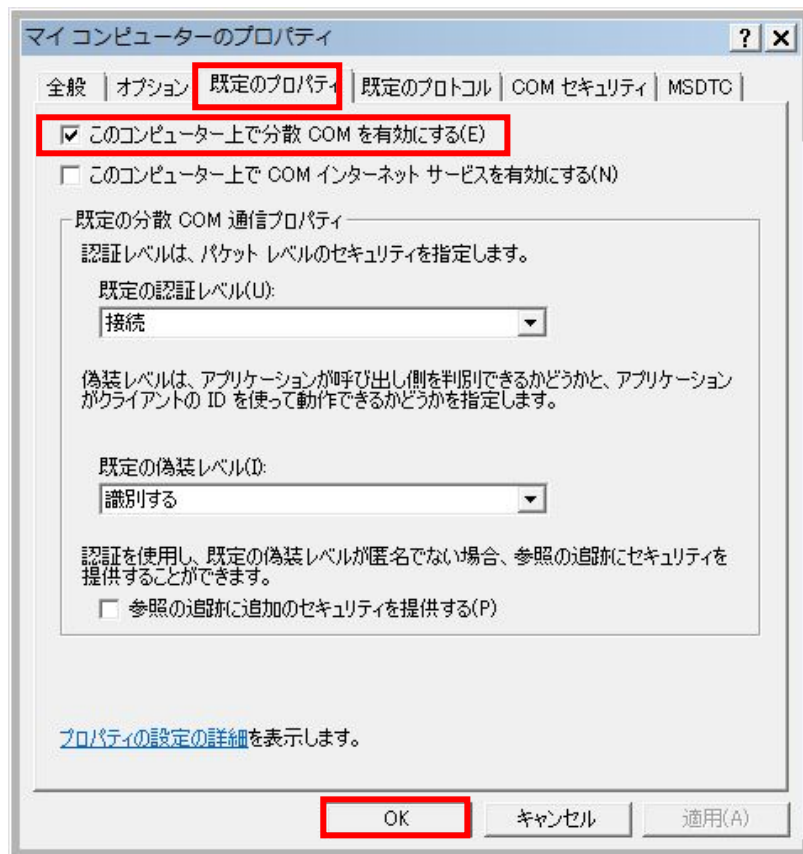 マイ コンピューターのプロパティ
全般 オプション 既定のプロパティ 既定のプロトコル COM セキュリティ MSDTC
このコンピューター上で分散 COM を有効にする(E)
このコンピューター上で COM インターネット サービスを有効にする(N)
既定の分散 COM 通信プロパティ
認証レベルは、パケット レベルのセキュリティを指定します。
既定の認証レベル(U):
接続
偽装レベルは、アプリケーションが呼び出し側を判別できるかどうかと、アプリケーション
がクライアントの ID を使って動作できるかどうかを指定します。
既定の偽装レベル(I):
識別する
認証を使用し、既定の偽装レベルが匿名でない場合、参照の追跡にセキュリティを
提供することができます。
参照の追跡に追加のセキュリティを提供する(P)
プロパティの設定の詳細を表示します。
OK キャンセル 適用(A)